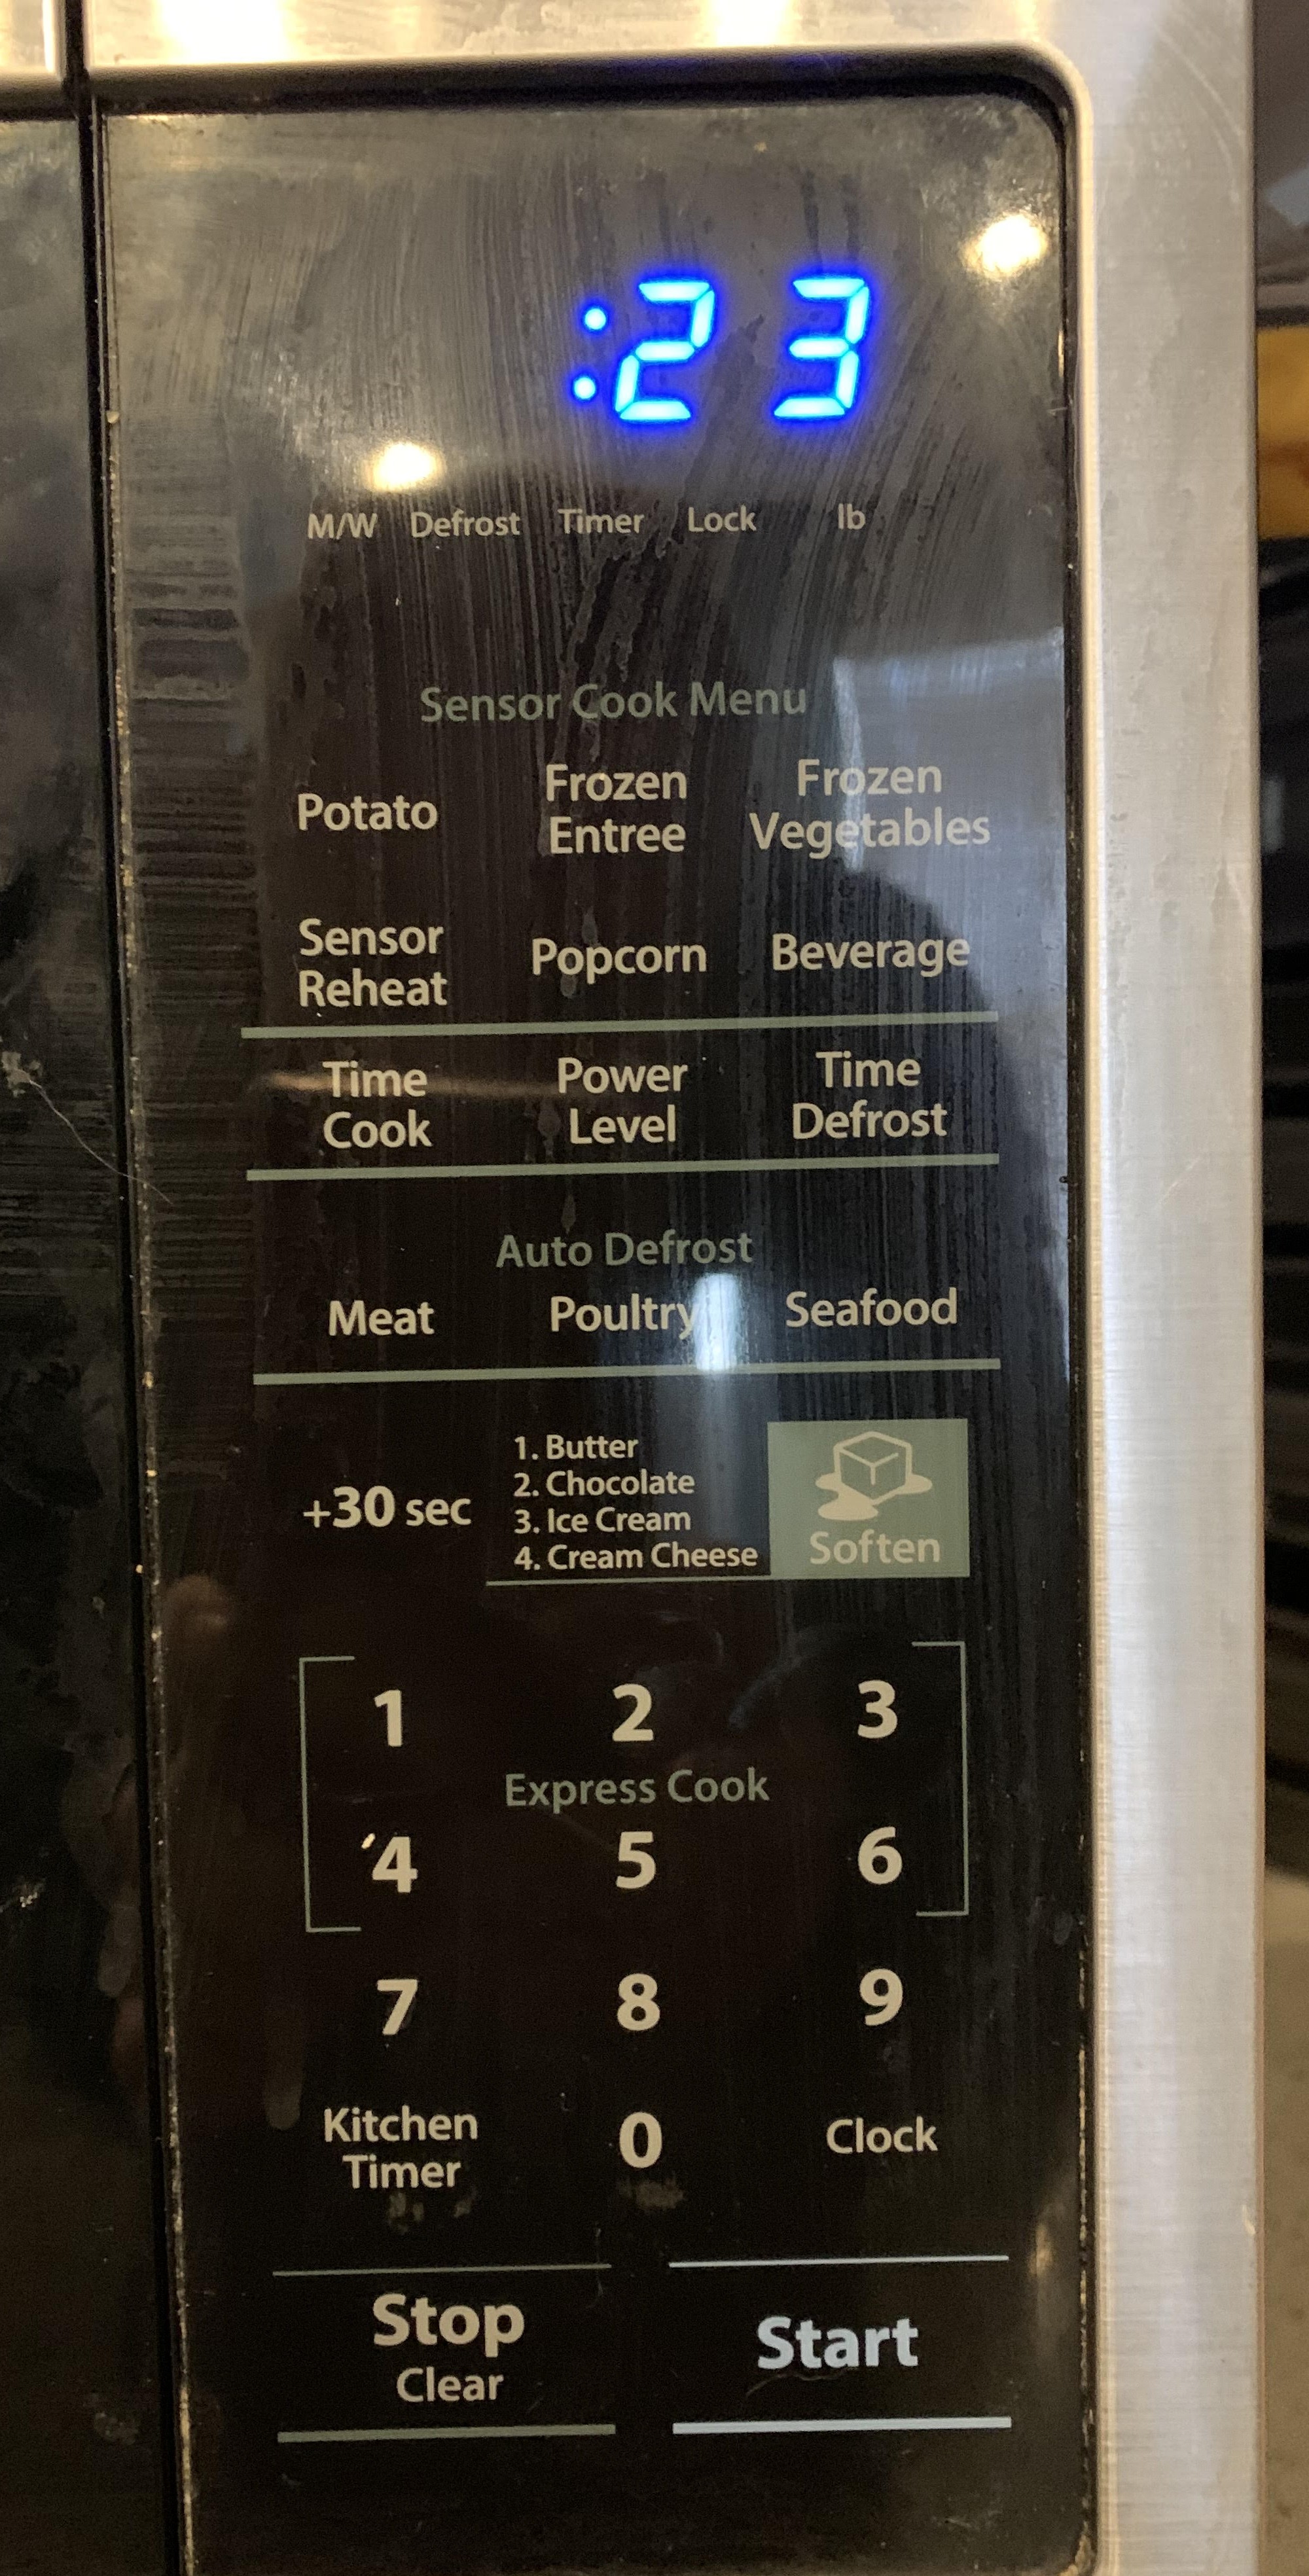 :23
M/W Defrost Timer Lock lb
Sensor Cook Menu
Potato
Frozen
Entree
Frozen
Vegetables
Sensor
Reheat
Popcorn
Beverage
Time
Cook
Power
Level
Time
Defrost
Auto Defrost
Meat Poultry Seafood
+30 sec
1. Butter
2. Chocolate
3. Ice Cream
4. Cream Cheese
Soften
1 2 3
Express Cook
4 5 6
7 8 9
Kitchen
Timer
0
Clock
Stop
Clear
Start